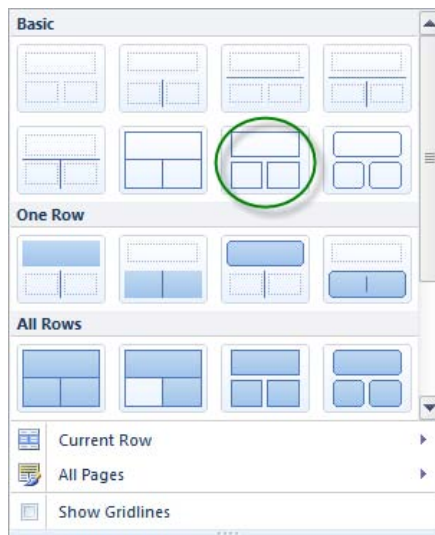 Basic
One Row
All Rows
Current Row
All Pages
Show Gridlines